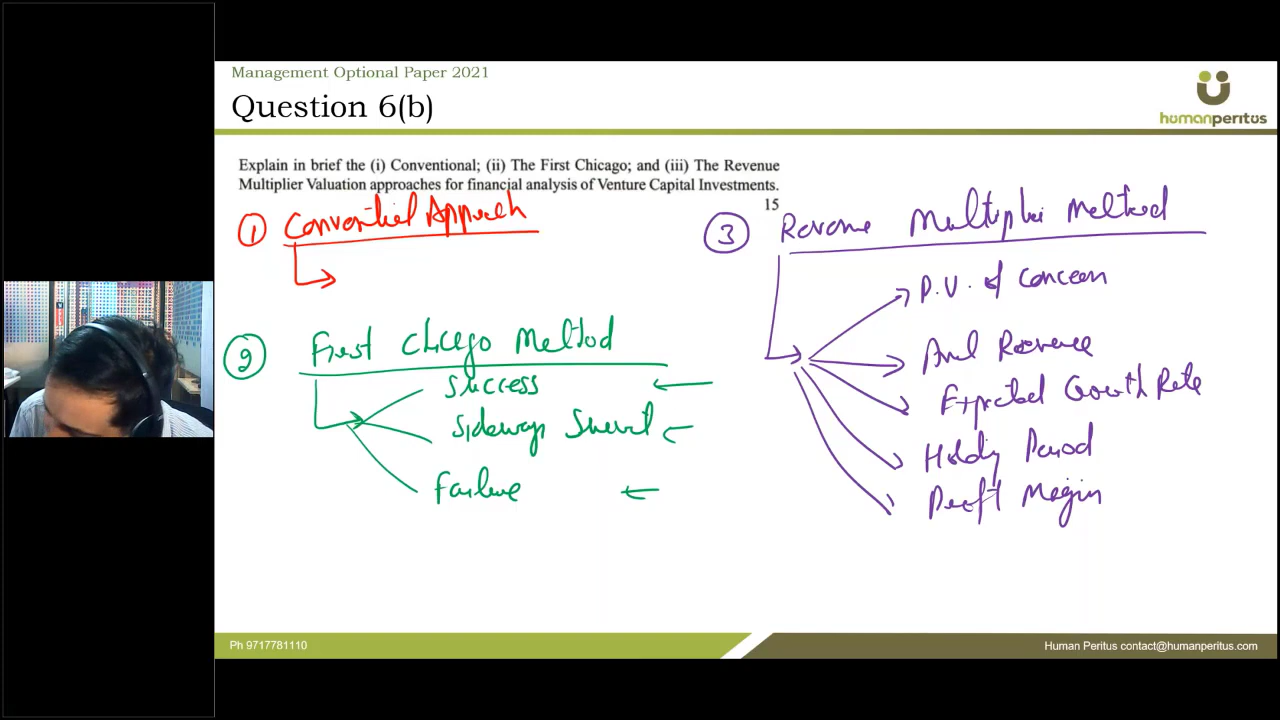 Management Optional Paper 2021
Question 6(b)
humanperitus
Explain in brief the (i) Conventional; (ii) The First Chicago; and (iii) The Revenue
Multiplier Valuation approaches for financial analysis of Venture Capital Investments.
15
1 Conventional Approach
2 First Chicago Method
Success
Sideways Survival
Failure
3 Revenue Multiplier Method
P.V. of Concern
Annl Revenue
Expected Growth Rate
Holding Period
Profit Margin
Ph 9717781110
Human Peritus contact@humanperitus.com